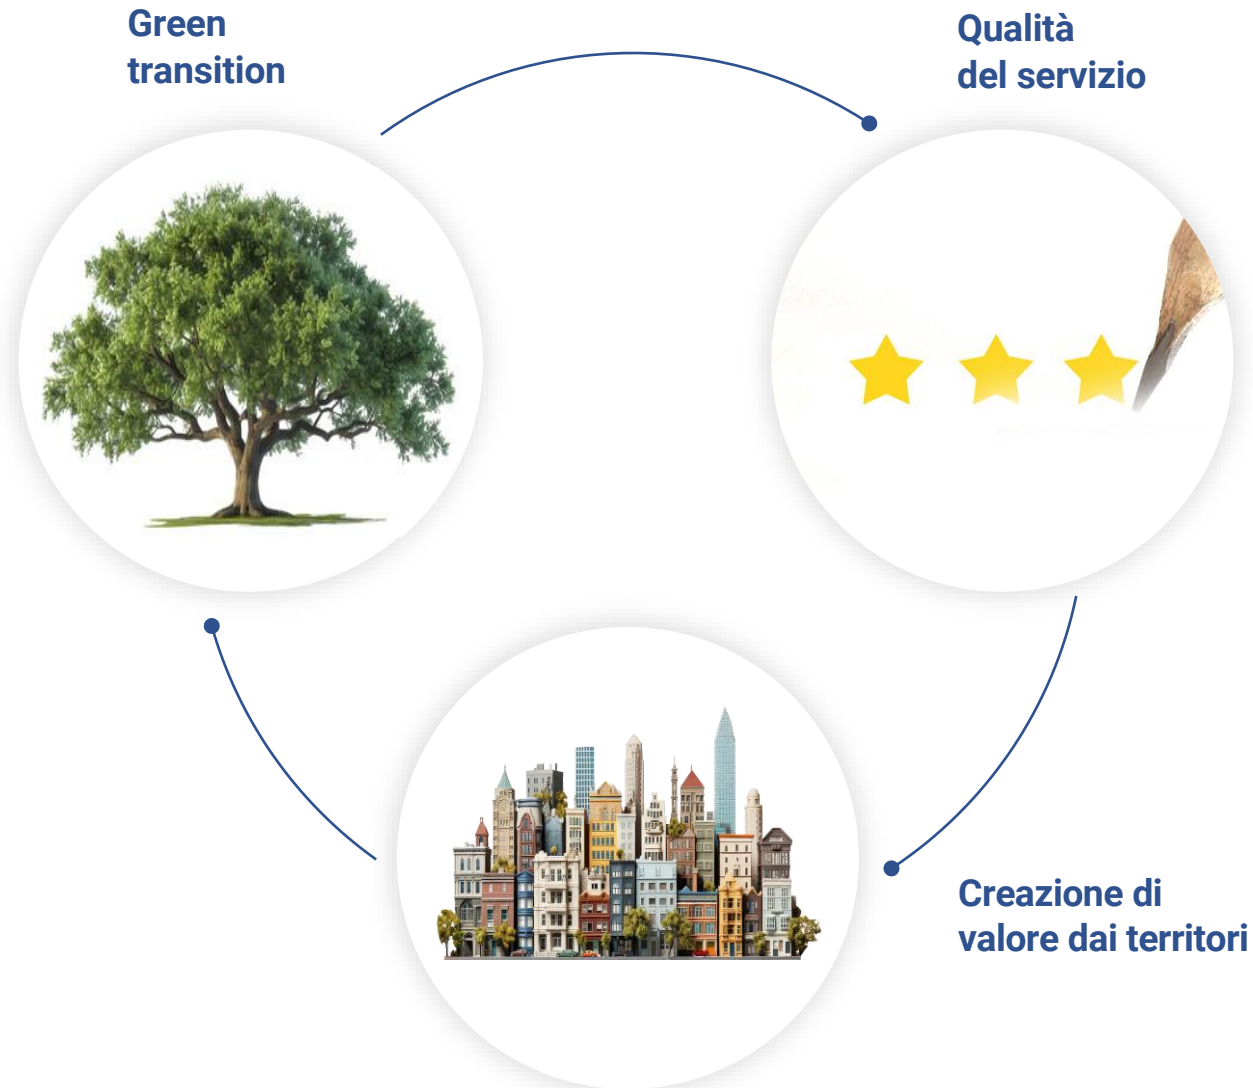 Green
transition
Qualità
del servizio
Creazione di
valore dai territori